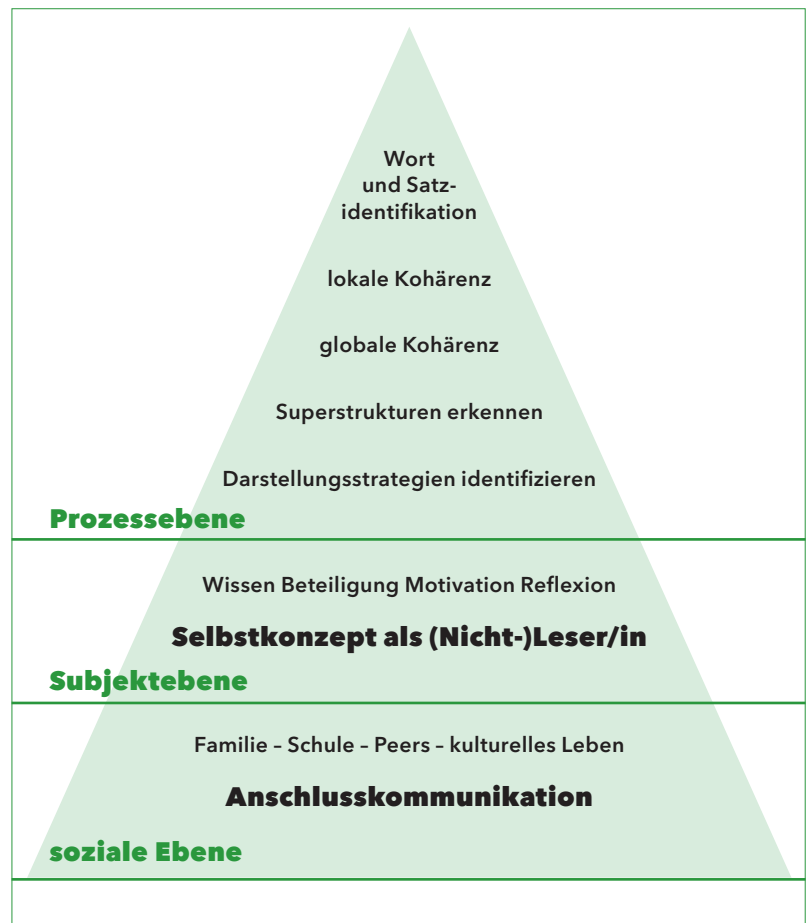 Wort
und Satz-
identifikation
lokale Kohärenz
globale Kohärenz
Superstrukturen erkennen
Darstellungsstrategien identifizieren
Prozessebene
Wissen Beteiligung Motivation Reflexion
Selbstkonzept als (Nicht-)Leser/in
Subjektebene
Familie – Schule – Peers – kulturelles Leben
Anschlusskommunikation
soziale Ebene